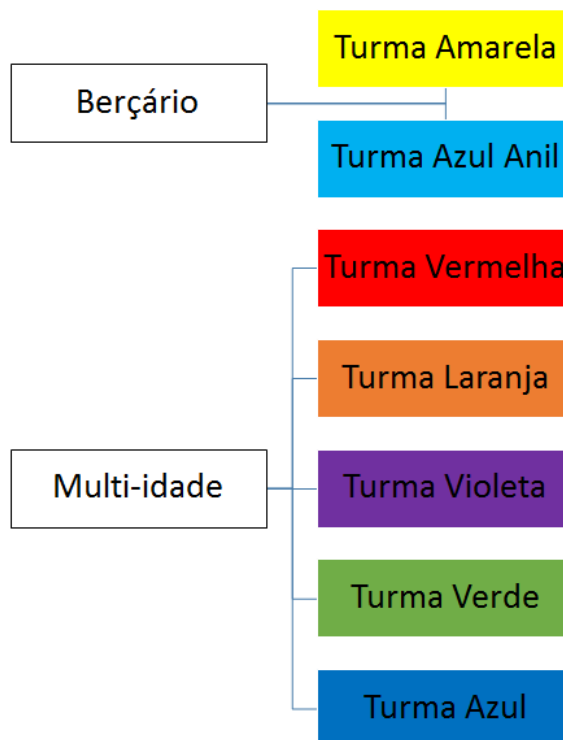 Turma Amarela
Berçário
Turma Azul Anil
Turma Vermelha
Turma Laranja
Multi-idade
Turma Violeta
Turma Verde
Turma Azul